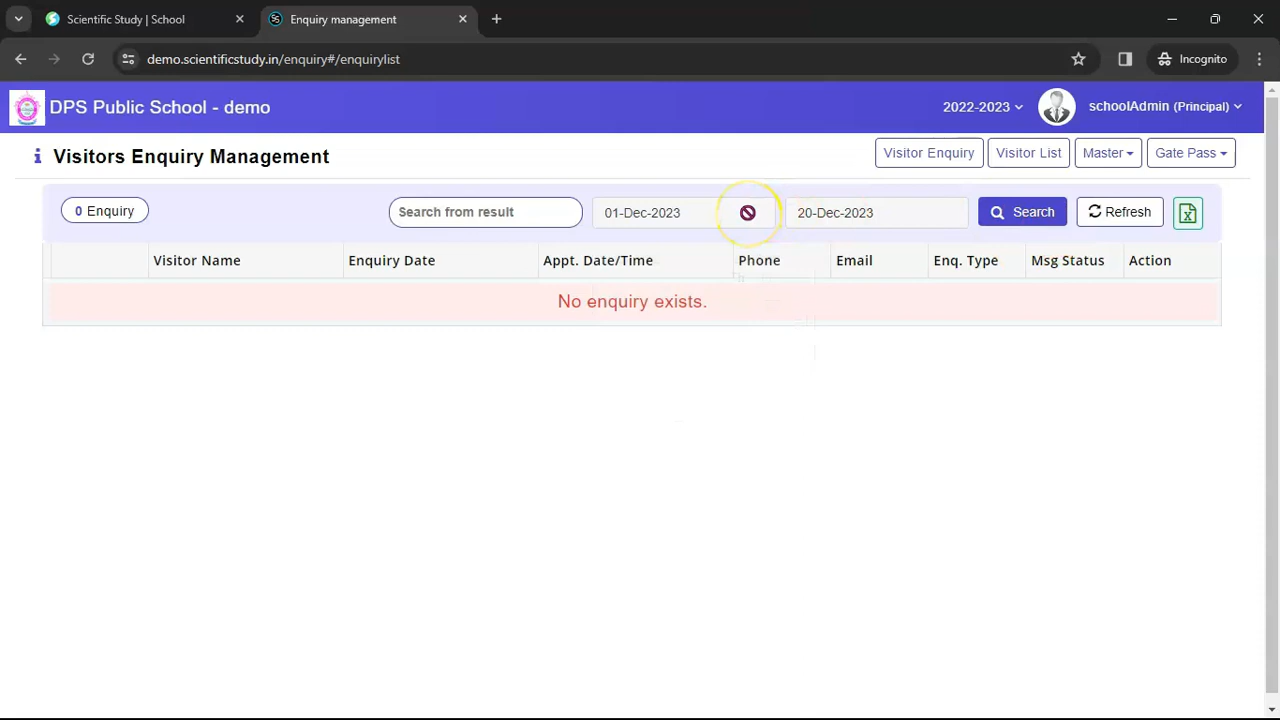 Scientific Study | School
Enquiry management
demo.scientificstudy.in/enquiry#/enquirylist
Incognito
DPS Public School - demo
2022-2023
schoolAdmin (Principal)
Visitors Enquiry Management
Visitor Enquiry
Visitor List
Master
Gate Pass
0 Enquiry
Search from result
01-Dec-2023
20-Dec-2023
Search
Refresh
Visitor Name
Enquiry Date
Appt. Date/Time
Phone
Email
Enq. Type
Msg Status
Action
No enquiry exists.